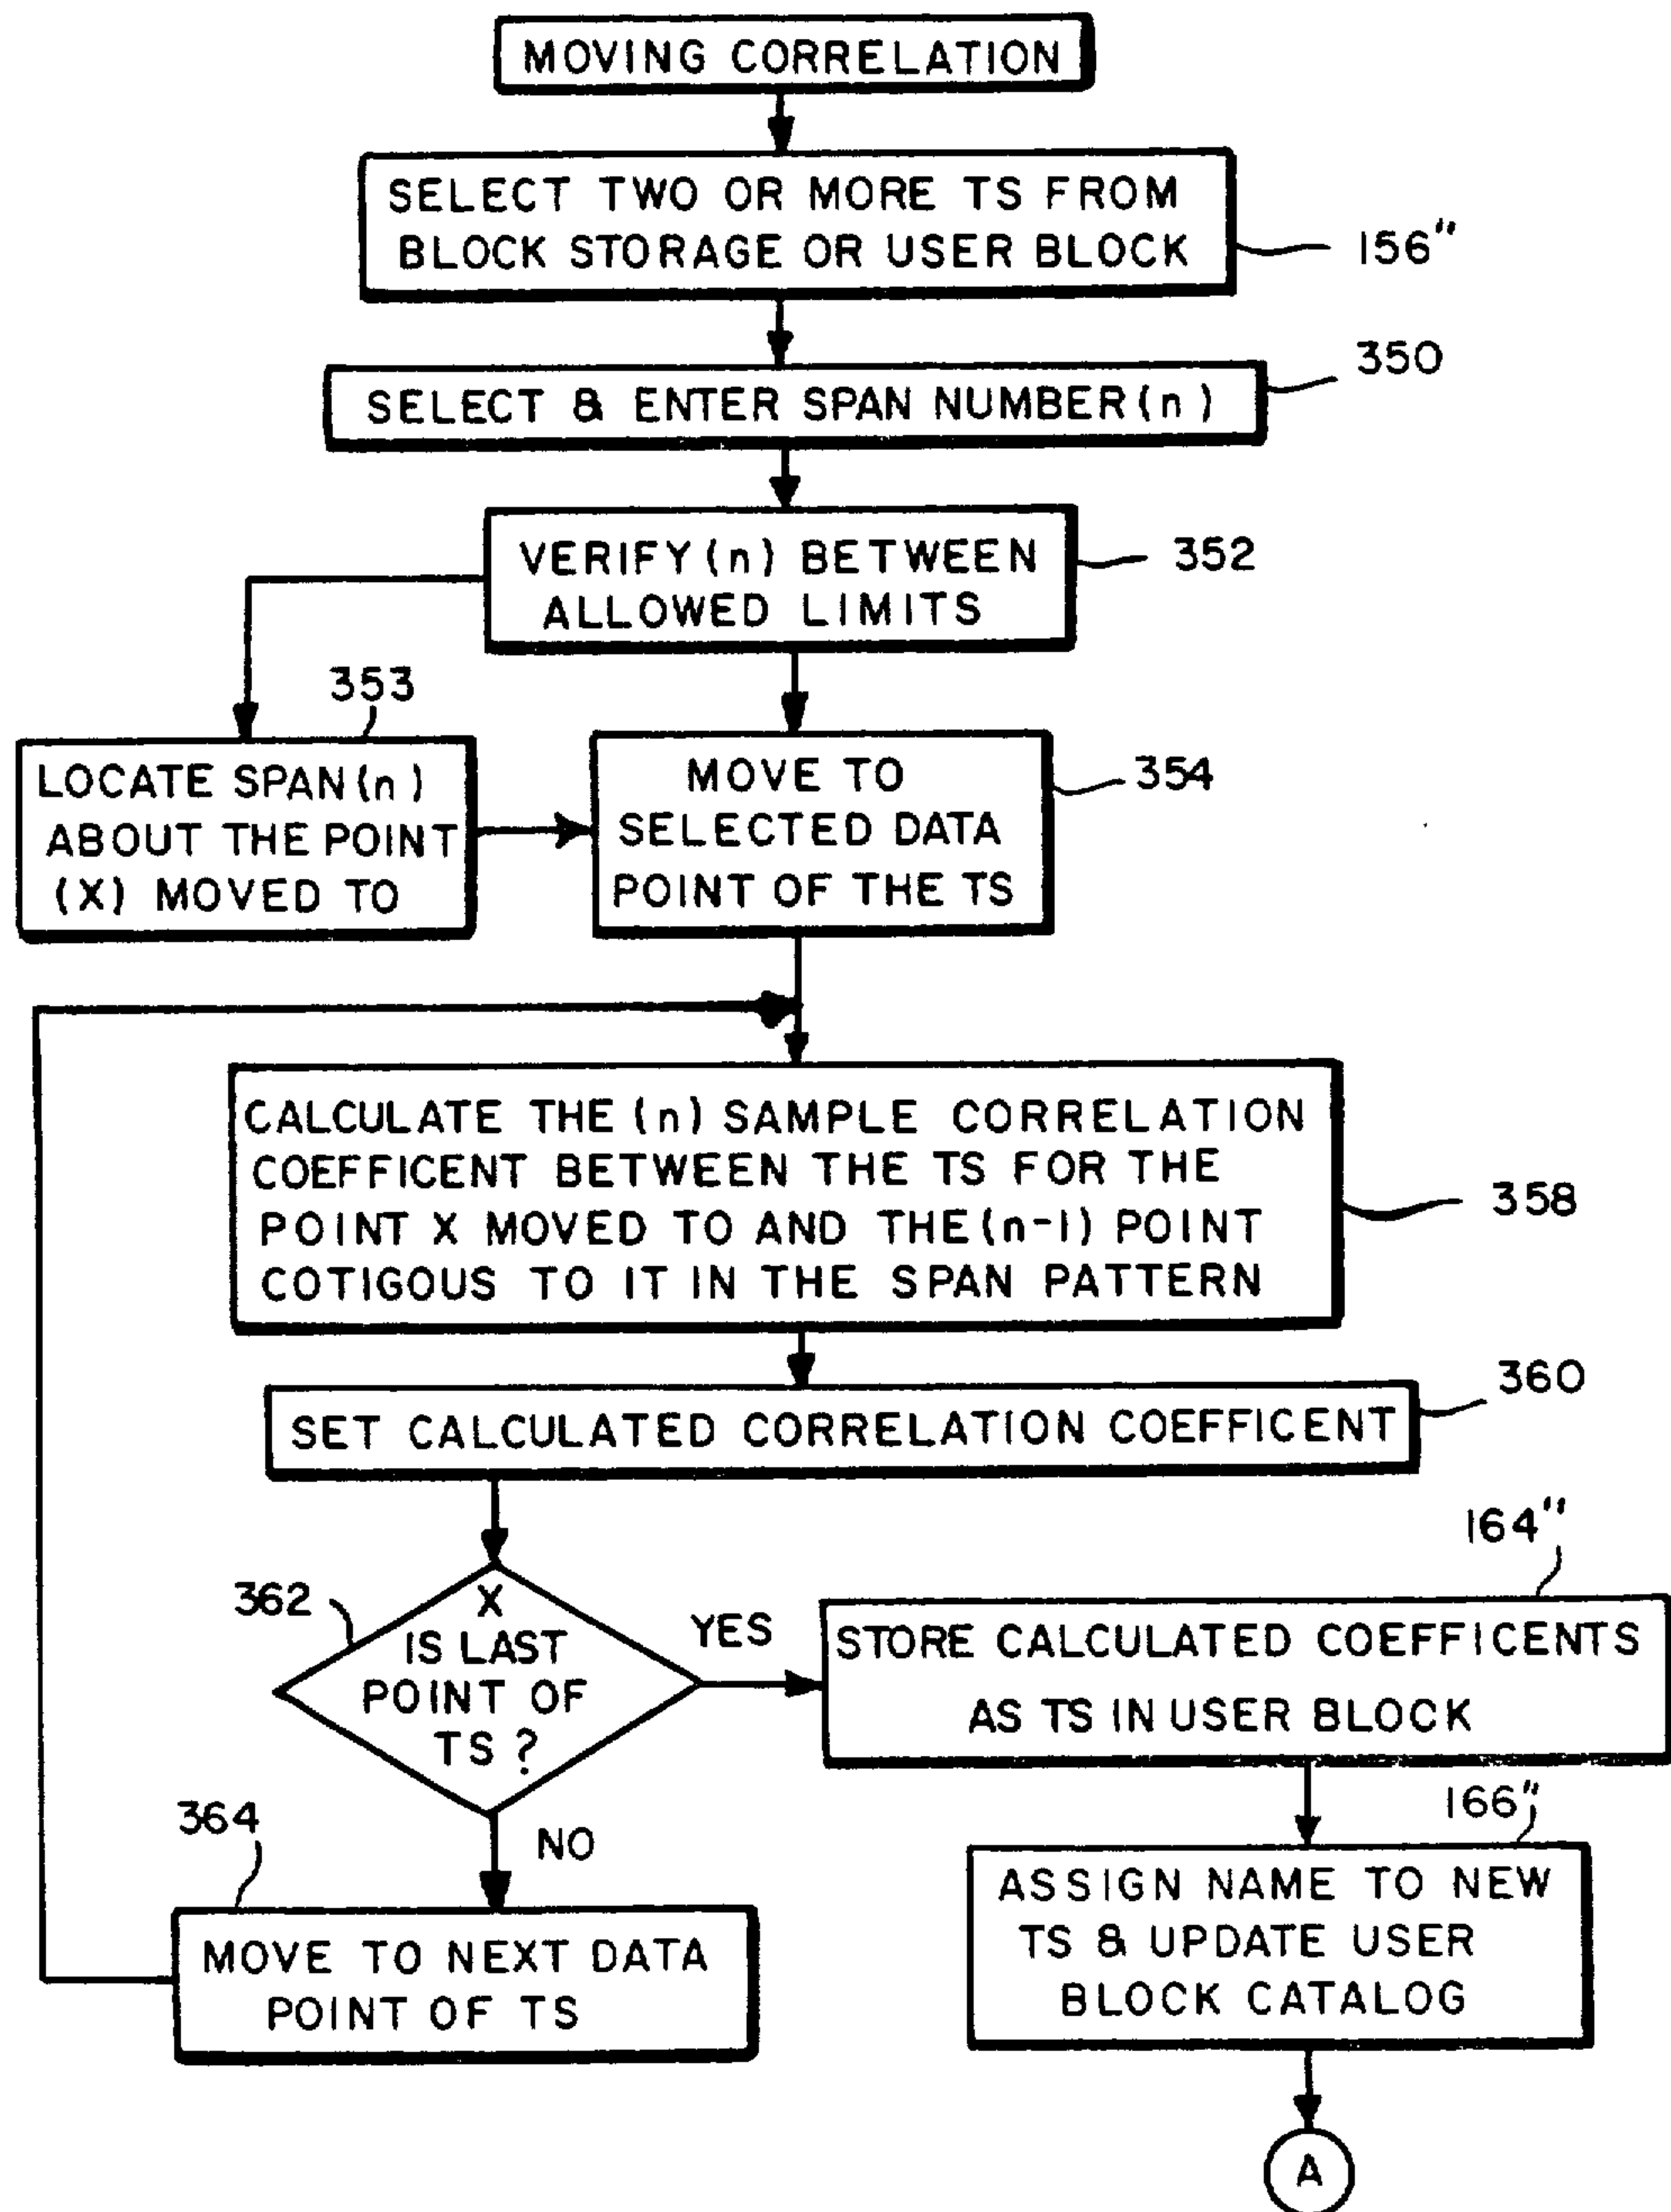 MOVING CORRELATION
SELECT TWO OR MORE TS FROM
BLOCK STORAGE OR USER BLOCK
156"
350
SELECT & ENTER SPAN NUMBER (n)
VERIFY (n) BETWEEN
ALLOWED LIMITS
352
353
LOCATE SPAN (n)
ABOUT THE POINT
(X) MOVED TO
MOVE TO
SELECTED DATA
POINT OF THE TS
354
CALCULATE THE (n) SAMPLE CORRELATION
COEFFICENT BETWEEN THE TS FOR THE
POINT X MOVED TO AND THE (n-1) POINT
COTIGOUS TO IT IN THE SPAN PATTERN
358
360
SET CALCULATED CORRELATION COEFFICENT
362
X
IS LAST
POINT OF
TS ?
YES
164"
STORE CALCULATED COEFFICENTS
AS TS IN USER BLOCK
NO
364
MOVE TO NEXT DATA
POINT OF TS
166"
ASSIGN NAME TO NEW
TS & UPDATE USER
BLOCK CATALOG
A